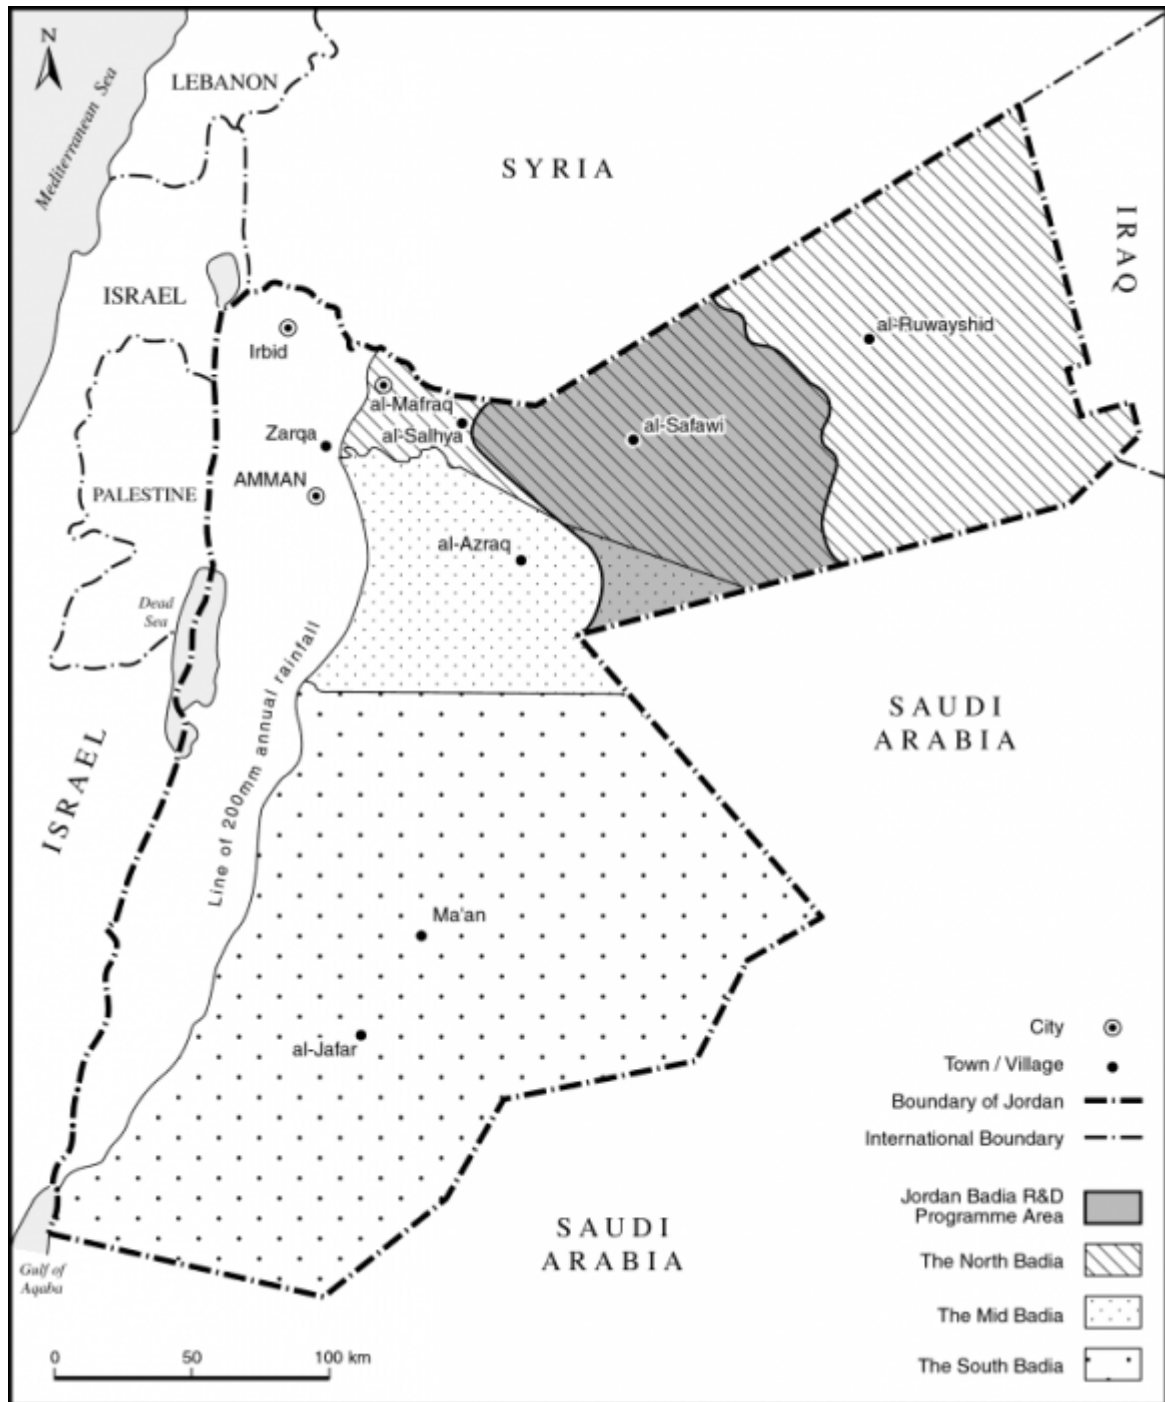 N
LEBANON
Mediterranean Sea
SYRIA
IRAQ
ISRAEL
al-Ruwayshid
Irbid
al-Mafraq
al-Salhya
al-Safawi
Zarqa
AMMAN
PALESTINE
al-Azraq
Dead
Sea
Line of 200mm annual rainfall
ISRAEL
SAUDI
ARABIA
Ma'an
al-Jafar
SAUDI
ARABIA
Gulf of
Aqaba
0 50 100 km
City
Town / Village
Boundary of Jordan
International Boundary
Jordan Badia R&D
Programme Area
The North Badia
The Mid Badia
The South Badia